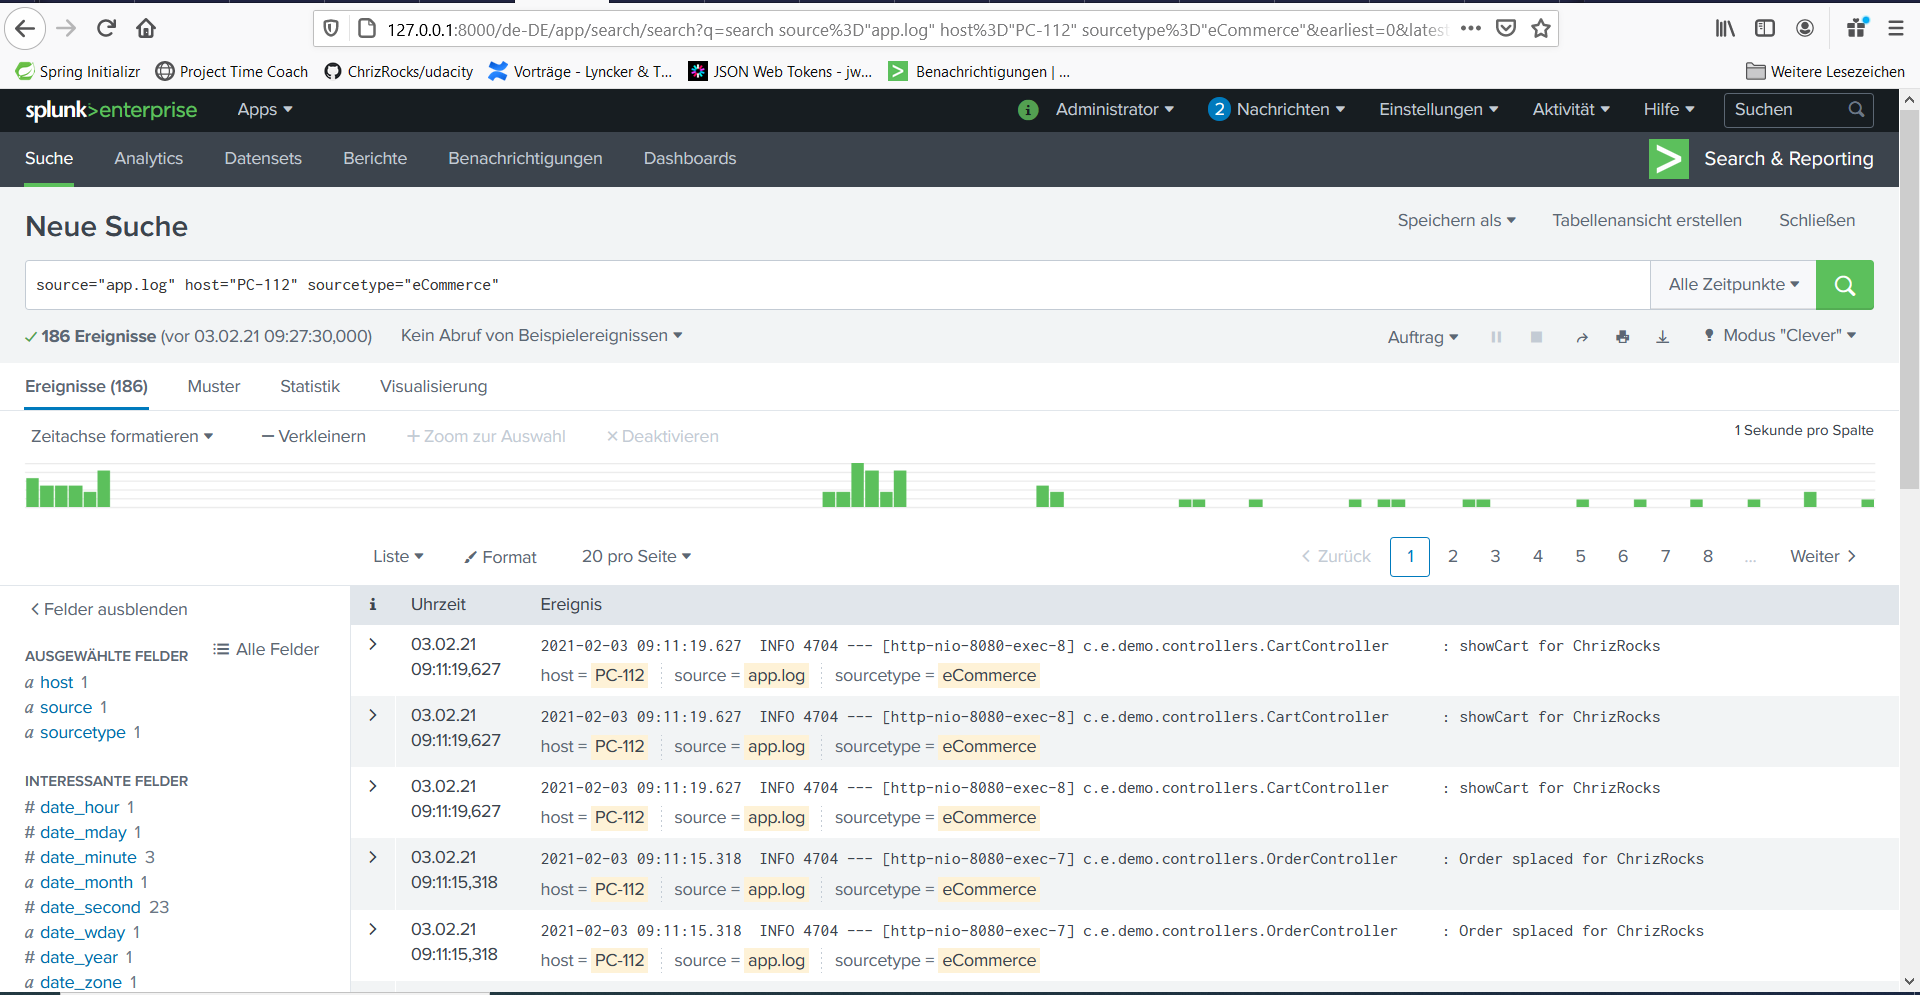 127.0.0.1:8000/de-DE/app/search/search?q=search source%3D"app.log" host%3D"PC-112" sourcetype%3D"eCommerce"&earliest=0&latest
Spring Initializr Project Time Coach ChrizRocks/udacity Vorträge - Lyncker & T... JSON Web Tokens - jw... Benachrichtigungen | ... Weitere Lesezeichen
splunk>enterprise Apps i Administrator 2 Nachrichten Einstellungen Aktivität Hilfe Suchen
Suche Analytics Datensets Berichte Benachrichtigungen Dashboards > Search & Reporting
Neue Suche Speichern als Tabellenansicht erstellen Schließen
source="app.log" host="PC-112" sourcetype="eCommerce" Alle Zeitpunkte
186 Ereignisse (vor 03.02.21 09:27:30,000) Kein Abruf von Beispielereignissen Auftrag Modus "Clever"
Ereignisse (186) Muster Statistik Visualisierung
Zeitachse formatieren — Verkleinern + Zoom zur Auswahl × Deaktivieren 1 Sekunde pro Spalte
Liste Format 20 pro Seite < Zurück 1 2 3 4 5 6 7 8 ... Weiter >
< Felder ausblenden
AUSGEWÄHLTE FELDER Alle Felder
a host 1
a source 1
a sourcetype 1
INTERESSANTE FELDER
# date_hour 1
# date_mday 1
# date_minute 3
a date_month 1
# date_second 23
a date_wday 1
# date_year 1
a date_zone 1
i Uhrzeit Ereignis
> 03.02.21 09:11:19,627 2021-02-03 09:11:19.627 INFO 4704 --- [http-nio-8080-exec-8] c.e.demo.controllers.CartController : showCart for ChrizRocks
host = PC-112 source = app.log sourcetype = eCommerce
> 03.02.21 09:11:19,627 2021-02-03 09:11:19.627 INFO 4704 --- [http-nio-8080-exec-8] c.e.demo.controllers.CartController : showCart for ChrizRocks
host = PC-112 source = app.log sourcetype = eCommerce
> 03.02.21 09:11:19,627 2021-02-03 09:11:19.627 INFO 4704 --- [http-nio-8080-exec-8] c.e.demo.controllers.CartController : showCart for ChrizRocks
host = PC-112 source = app.log sourcetype = eCommerce
> 03.02.21 09:11:15,318 2021-02-03 09:11:15.318 INFO 4704 --- [http-nio-8080-exec-7] c.e.demo.controllers.OrderController : Order splaced for ChrizRocks
host = PC-112 source = app.log sourcetype = eCommerce
> 03.02.21 09:11:15,318 2021-02-03 09:11:15.318 INFO 4704 --- [http-nio-8080-exec-7] c.e.demo.controllers.OrderController : Order splaced for ChrizRocks
host = PC-112 source = app.log sourcetype = eCommerce